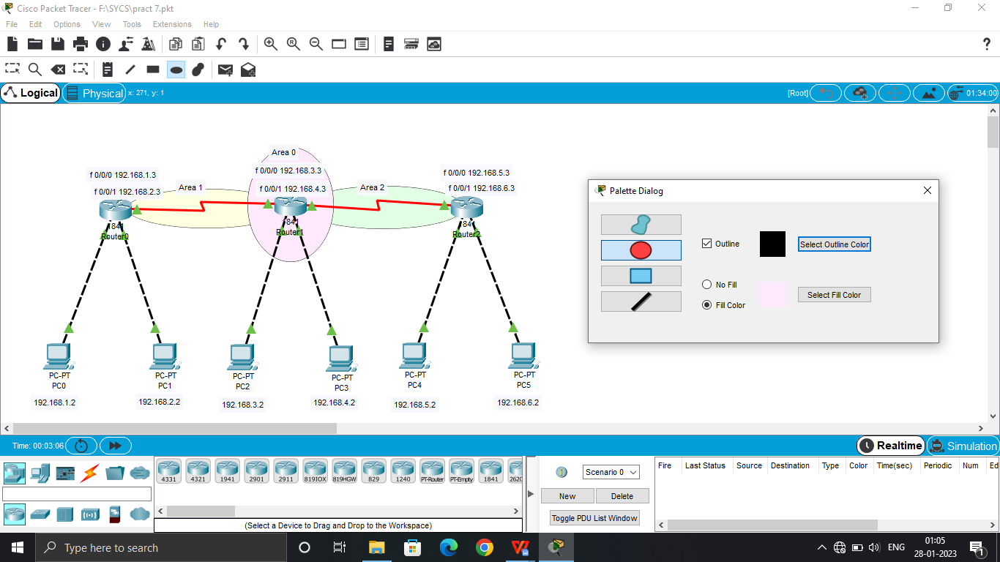 Cisco Packet Tracer - F:\SYCS\pract 7.pkt
File Edit Options View Tools Extensions Help
?
Logical Physical x: 271, y: 1 [Root] 01:34:00
Area 0
f 0/0/0 192.168.1.3
f 0/0/0 192.168.3.3
f 0/0/0 192.168.5.3
f 0/0/1 192.168.2.3
Area 1
f 0/0/1 192.168.4.3
Area 2
f 0/0/1 192.168.6.3
1841
Router0
1841
Router1
1841
Router2
PC-PT
PC0
PC-PT
PC1
PC-PT
PC2
PC-PT
PC3
PC-PT
PC4
PC-PT
PC5
192.168.1.2
192.168.2.2
192.168.3.2
192.168.4.2
192.168.5.2
192.168.6.2
Palette Dialog
Outline
Select Outline Color
No Fill
Fill Color
Select Fill Color
Time: 00:03:06
Realtime Simulation
4331 4321 1941 2901 2911 819IOX 819HGW 829 1240 PT-Router PT-Empty 1841 2620
(Select a Device to Drag and Drop to the Workspace)
Scenario 0
New Delete
Toggle PDU List Window
Fire Last Status Source Destination Type Color Time(sec) Periodic Num Ed
Type here to search
ENG
01:05
28-01-2023
1